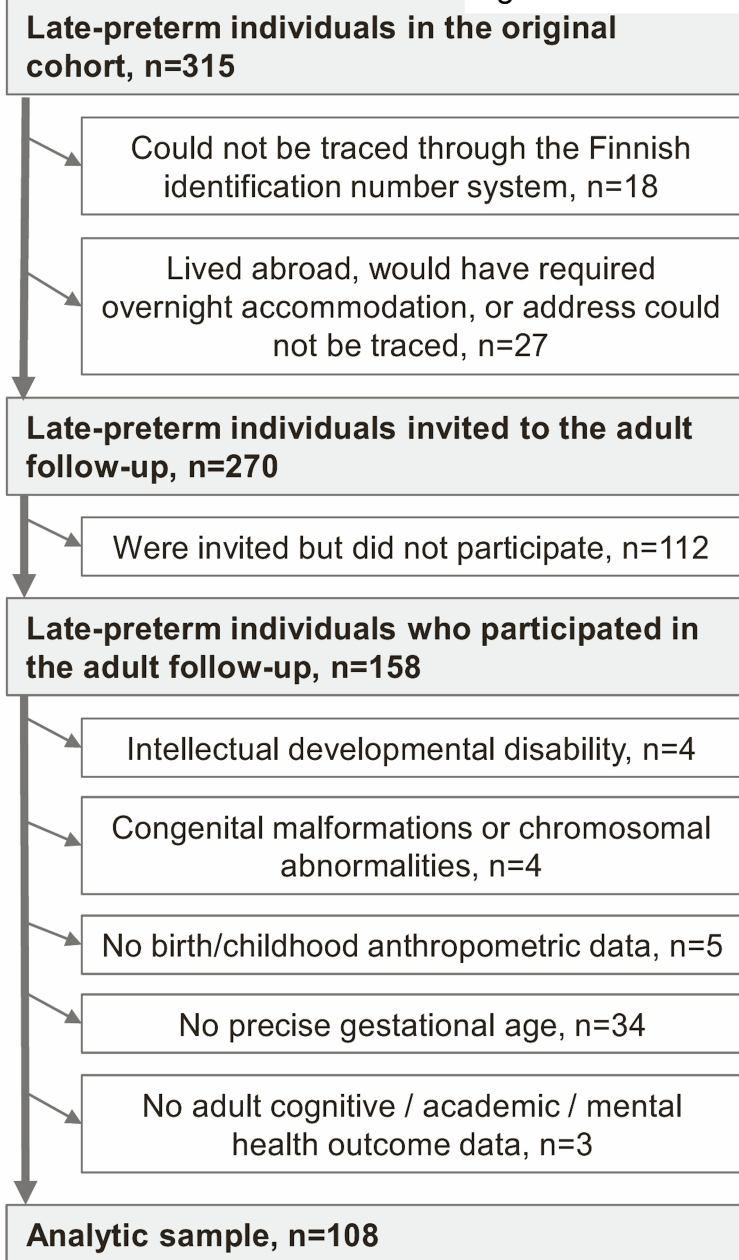 Late-preterm individuals in the original
cohort, n=315
Could not be traced through the Finnish
identification number system, n=18
Lived abroad, would have required
overnight accommodation, or address could
not be traced, n=27
Late-preterm individuals invited to the adult
follow-up, n=270
Were invited but did not participate, n=112
Late-preterm individuals who participated in
the adult follow-up, n=158
Intellectual developmental disability, n=4
Congenital malformations or chromosomal
abnormalities, n=4
No birth/childhood anthropometric data, n=5
No precise gestational age, n=34
No adult cognitive / academic / mental
health outcome data, n=3
Analytic sample, n=108